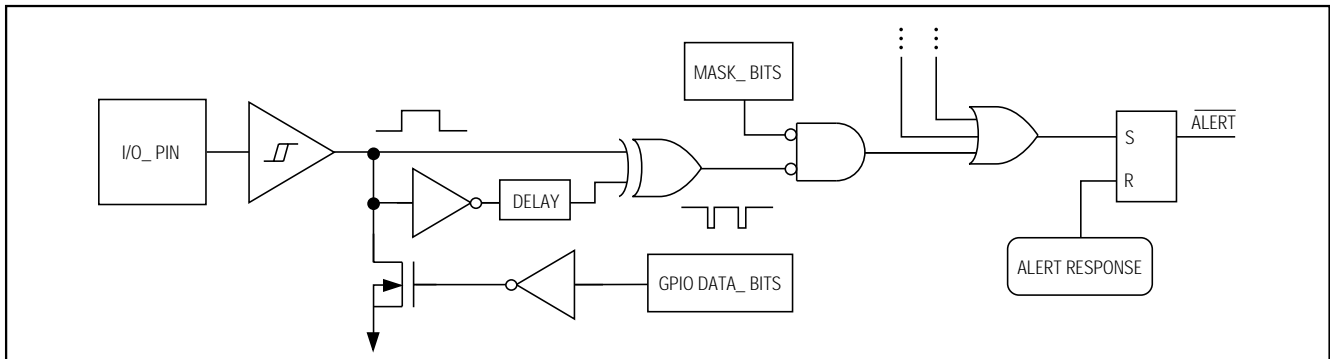 MASK_ BITS
I/O_ PIN
ALERT
S
R
DELAY
GPIO DATA_ BITS
ALERT RESPONSE